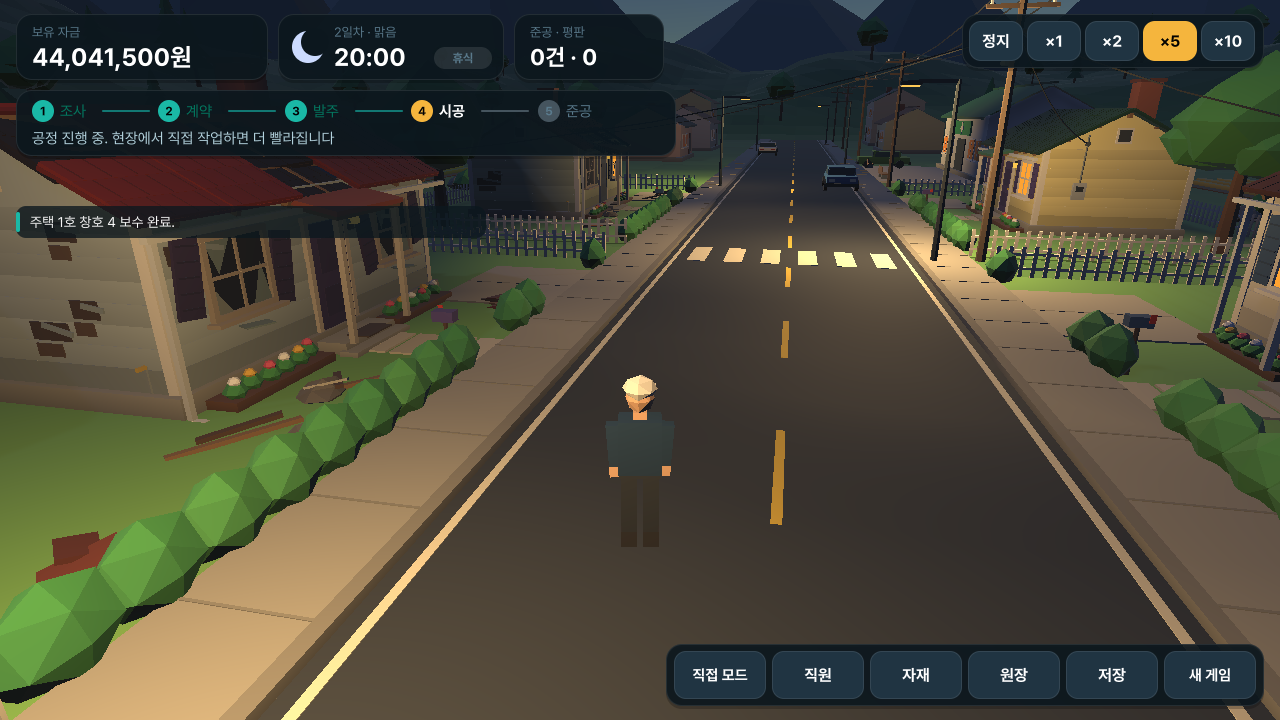 보유 자금
44,041,500원
2일차 · 맑음
20:00
휴식
준공 · 평판
0건 · 0
정지
×1
×2
×5
×10
1 조사
2 계약
3 발주
4 시공
5 준공
공정 진행 중. 현장에서 직접 작업하면 더 빨라집니다
주택 1호 창호 4 보수 완료.
직접 모드
직원
자재
원장
저장
새 게임